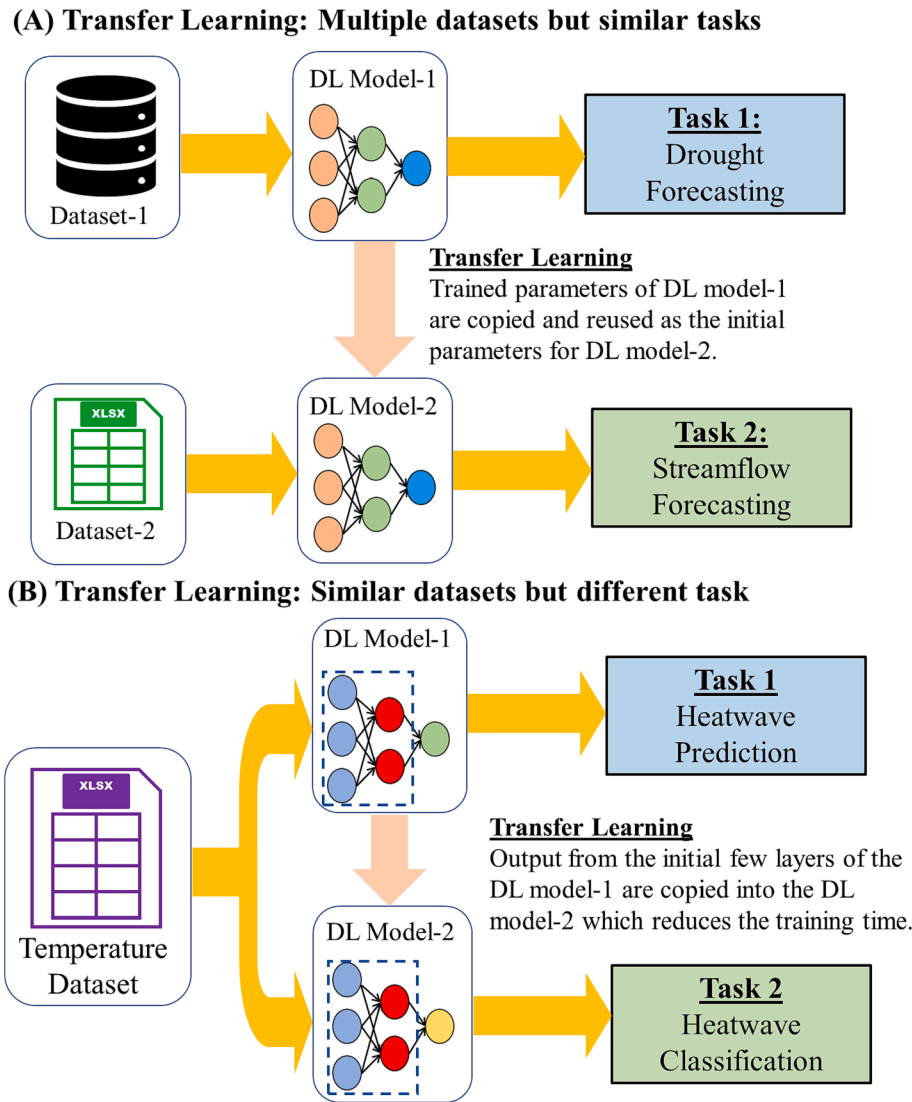 (A) Transfer Learning: Multiple datasets but similar tasks
Dataset-1
DL Model-1
Task 1:
Drought
Forecasting
Transfer Learning
Trained parameters of DL model-1
are copied and reused as the initial
parameters for DL model-2.
XLSX
Dataset-2
DL Model-2
Task 2:
Streamflow
Forecasting
(B) Transfer Learning: Similar datasets but different task
XLSX
Temperature
Dataset
DL Model-1
Task 1
Heatwave
Prediction
Transfer Learning
Output from the initial few layers of the
DL model-1 are copied into the DL
model-2 which reduces the training time.
DL Model-2
Task 2
Heatwave
Classification